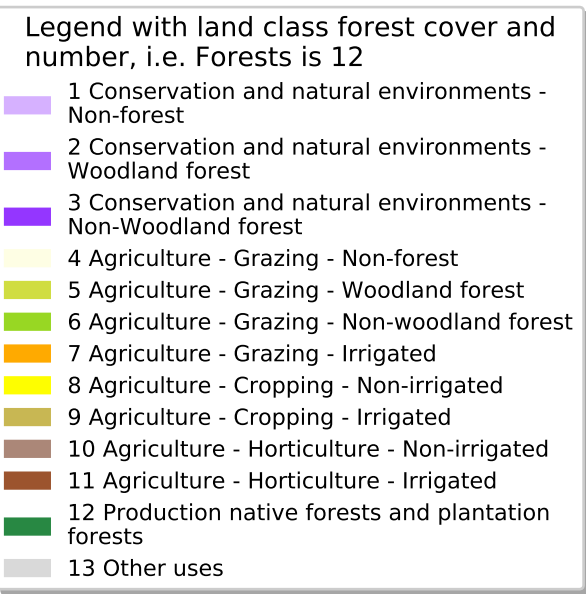 Legend with land class forest cover and
number, i.e. Forests is 12
1 Conservation and natural environments -
Non-forest
2 Conservation and natural environments -
Woodland forest
3 Conservation and natural environments -
Non-Woodland forest
4 Agriculture - Grazing - Non-forest
5 Agriculture - Grazing - Woodland forest
6 Agriculture - Grazing - Non-woodland forest
7 Agriculture - Grazing - Irrigated
8 Agriculture - Cropping - Non-irrigated
9 Agriculture - Cropping - Irrigated
10 Agriculture - Horticulture - Non-irrigated
11 Agriculture - Horticulture - Irrigated
12 Production native forests and plantation
forests
13 Other uses